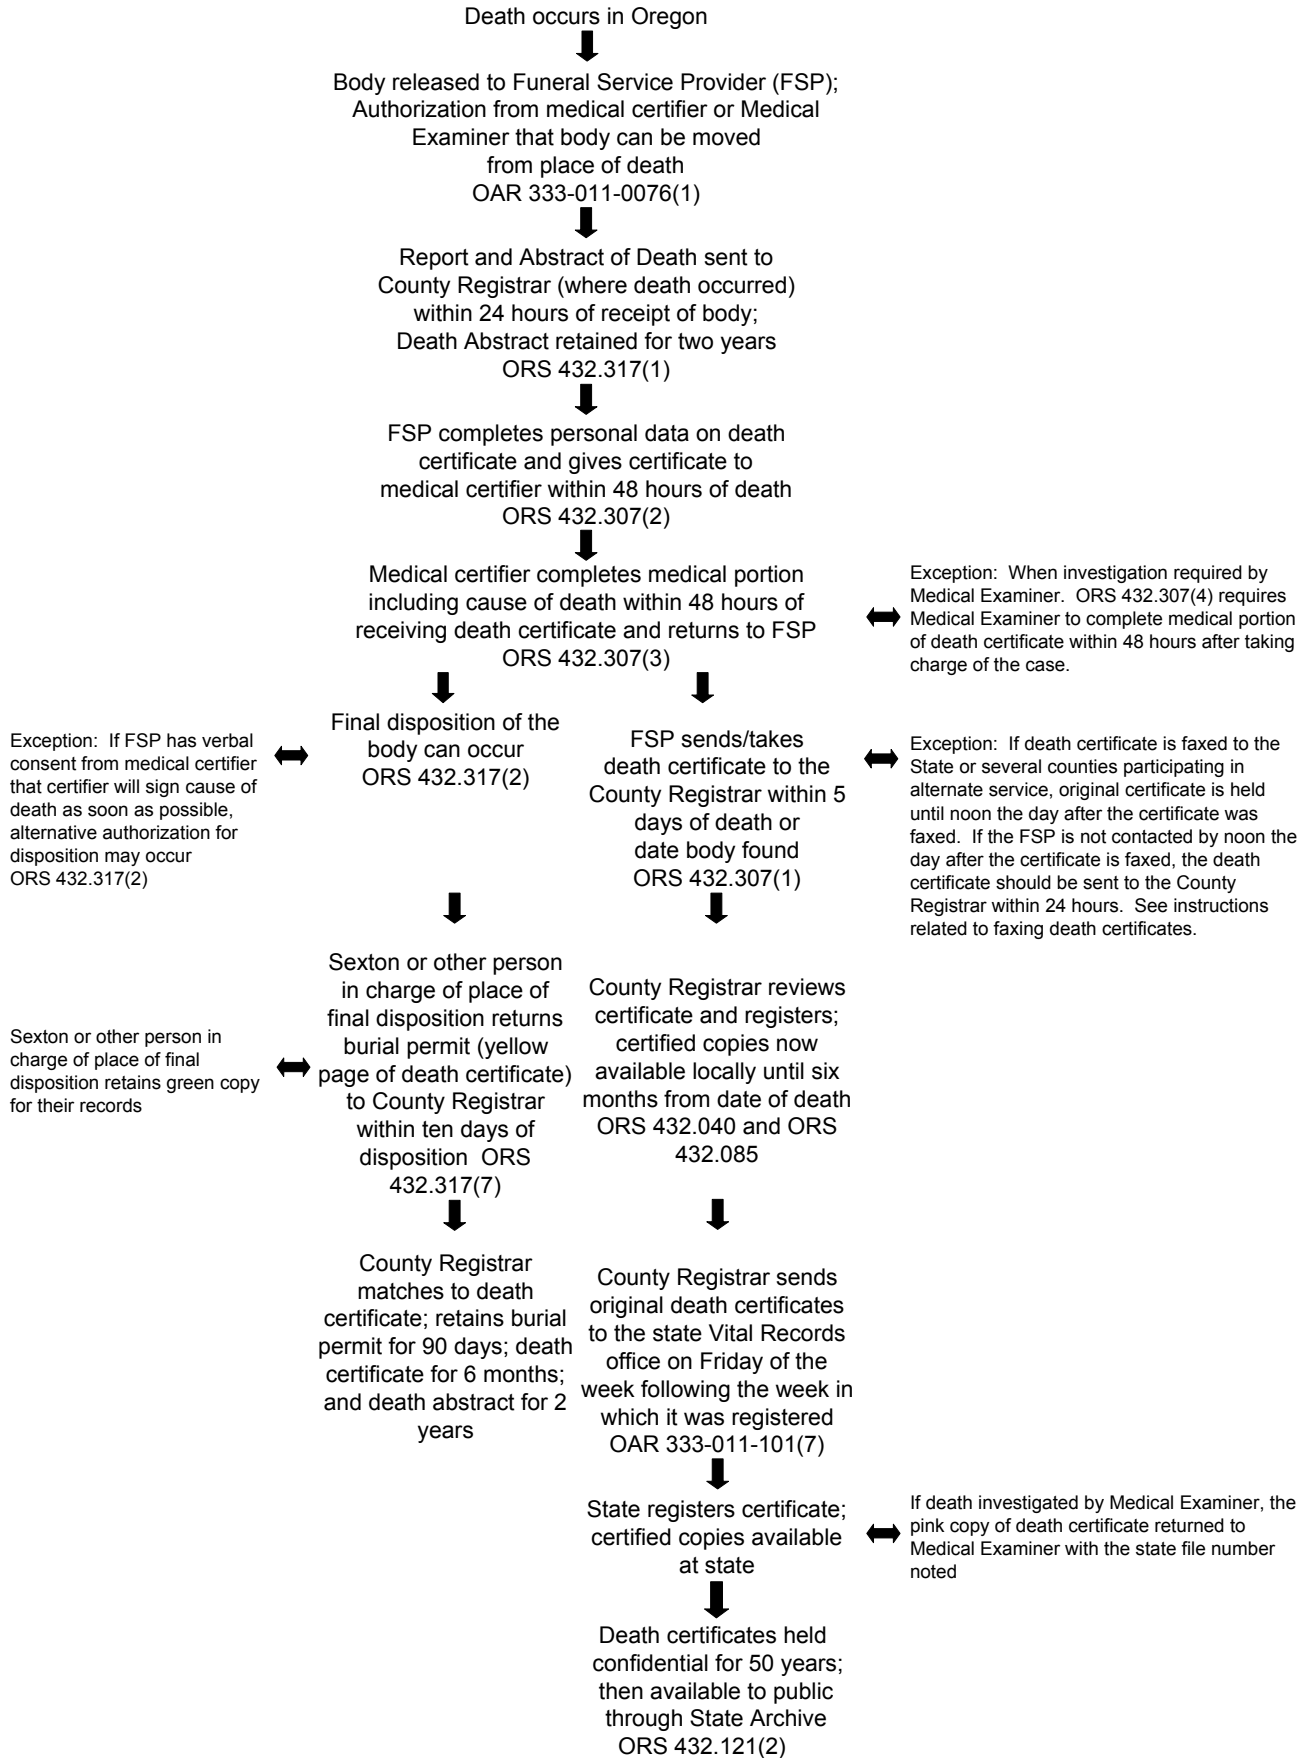 Death occurs in Oregon
Body released to Funeral Service Provider (FSP);
Authorization from medical certifier or Medical
Examiner that body can be moved
from place of death
OAR 333-011-0076(1)
Report and Abstract of Death sent to
County Registrar (where death occurred)
within 24 hours of receipt of body;
Death Abstract retained for two years
ORS 432.317(1)
FSP completes personal data on death
certificate and gives certificate to
medical certifier within 48 hours of death
ORS 432.307(2)
Medical certifier completes medical portion
including cause of death within 48 hours of
receiving death certificate and returns to FSP
ORS 432.307(3)
Exception: When investigation required by
Medical Examiner. ORS 432.307(4) requires
Medical Examiner to complete medical portion
of death certificate within 48 hours after taking
charge of the case.
Exception: If FSP has verbal
consent from medical certifier
that certifier will sign cause of
death as soon as possible,
alternative authorization for
disposition may occur
ORS 432.317(2)
Final disposition of the
body can occur
ORS 432.317(2)
FSP sends/takes
death certificate to the
County Registrar within 5
days of death or
date body found
ORS 432.307(1)
Exception: If death certificate is faxed to the
State or several counties participating in
alternate service, original certificate is held
until noon the day after the certificate was
faxed. If the FSP is not contacted by noon the
day after the certificate is faxed, the death
certificate should be sent to the County
Registrar within 24 hours. See instructions
related to faxing death certificates.
Sexton or other person in
charge of place of final
disposition retains green copy
for their records
Sexton or other person
in charge of place of
final disposition returns
burial permit (yellow
page of death certificate)
to County Registrar
within ten days of
disposition ORS
432.317(7)
County Registrar reviews
certificate and registers;
certified copies now
available locally until six
months from date of death
ORS 432.040 and ORS
432.085
County Registrar
matches to death
certificate; retains burial
permit for 90 days; death
certificate for 6 months;
and death abstract for 2
years
County Registrar sends
original death certificates
to the state Vital Records
office on Friday of the
week following the week in
which it was registered
OAR 333-011-101(7)
State registers certificate;
certified copies available
at state
If death investigated by Medical Examiner, the
pink copy of death certificate returned to
Medical Examiner with the state file number
noted
Death certificates held
confidential for 50 years;
then available to public
through State Archive
ORS 432.121(2)